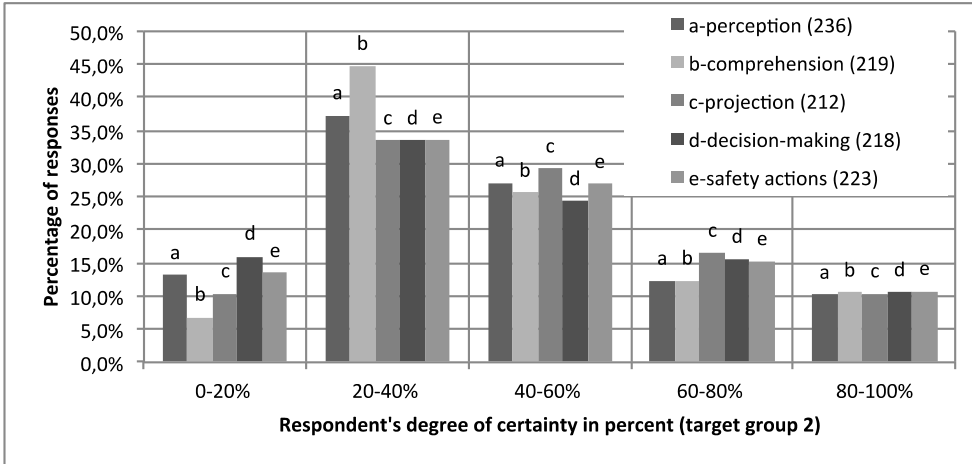 50,0%
45,0%
40,0%
35,0%
30,0%
25,0%
20,0%
15,0%
10,0%
5,0%
0,0%
Percentage of responses
a b c d e
a b c d e
a b c d e
a b c d e
a b c d e
0-20% 20-40% 40-60% 60-80% 80-100%
Respondent's degree of certainty in percent (target group 2)
a-perception (236)
b-comprehension (219)
c-projection (212)
d-decision-making (218)
e-safety actions (223)